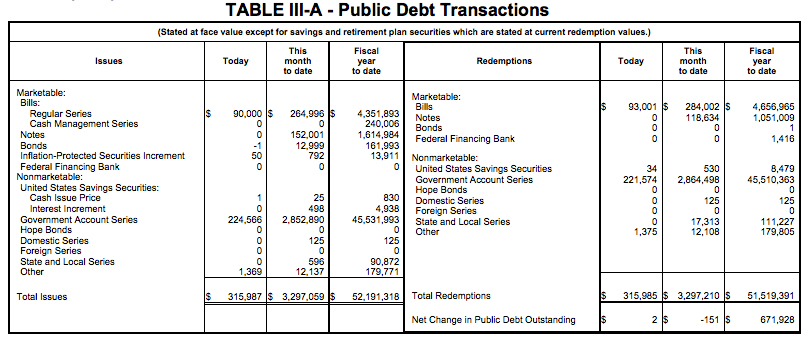 TABLE III-A - Public Debt Transactions
(Stated at face value except for savings and retirement plan securities which are stated at current redemption values.)
Issues Today This month to date Fiscal year to date
Marketable:
Bills:
Regular Series $ 90,000 $ 264,996 $ 4,351,893
Cash Management Series 0 0 240,006
Notes 0 152,001 1,614,984
Bonds -1 12,999 161,993
Inflation-Protected Securities Increment 50 792 13,911
Federal Financing Bank 0 0 0
Nonmarketable:
United States Savings Securities:
Cash Issue Price 1 25 830
Interest Increment 0 498 4,938
Government Account Series 224,566 2,852,890 45,531,993
Hope Bonds 0 0 0
Domestic Series 0 125 125
Foreign Series 0 0 0
State and Local Series 0 596 90,872
Other 1,369 12,137 179,771
Total Issues $ 315,987 $ 3,297,059 $ 52,191,318
Redemptions Today This month to date Fiscal year to date
Marketable:
Bills $ 93,001 $ 284,002 $ 4,656,965
Notes 0 118,634 1,051,009
Bonds 0 0 1
Federal Financing Bank 0 0 1,416
Nonmarketable:
United States Savings Securities 34 530 8,479
Government Account Series 221,574 2,864,498 45,510,363
Hope Bonds 0 0 0
Domestic Series 0 125 125
Foreign Series 0 0 0
State and Local Series 0 17,313 111,227
Other 1,375 12,108 179,805
Total Redemptions $ 315,985 $ 3,297,210 $ 51,519,391
Net Change in Public Debt Outstanding $ 2 $ -151 $ 671,928